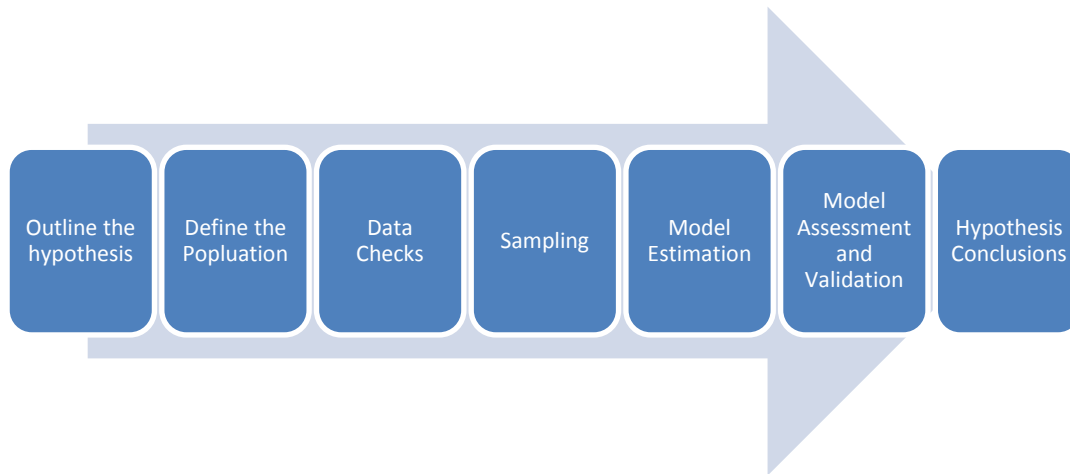 Outline the
hypothesis
Define the
Popluation
Data
Checks
Sampling
Model
Estimation
Model
Assessment
and
Validation
Hypothesis
Conclusions